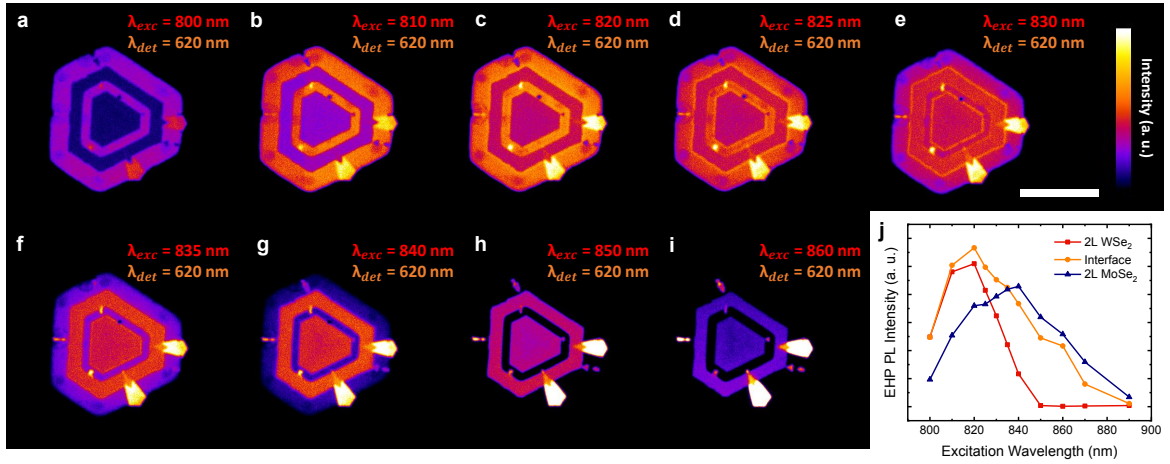 a
λexc = 800 nm
λdet = 620 nm
b
λexc = 810 nm
λdet = 620 nm
c
λexc = 820 nm
λdet = 620 nm
d
λexc = 825 nm
λdet = 620 nm
e
λexc = 830 nm
λdet = 620 nm
Intensity (a. u.)
f
λexc = 835 nm
λdet = 620 nm
g
λexc = 840 nm
λdet = 620 nm
h
λexc = 850 nm
λdet = 620 nm
i
λexc = 860 nm
λdet = 620 nm
j
2L WSe₂
Interface
2L MoSe₂
EHP PL Intensity (a. u.)
800 820 840 860 880 900
Excitation Wavelength (nm)